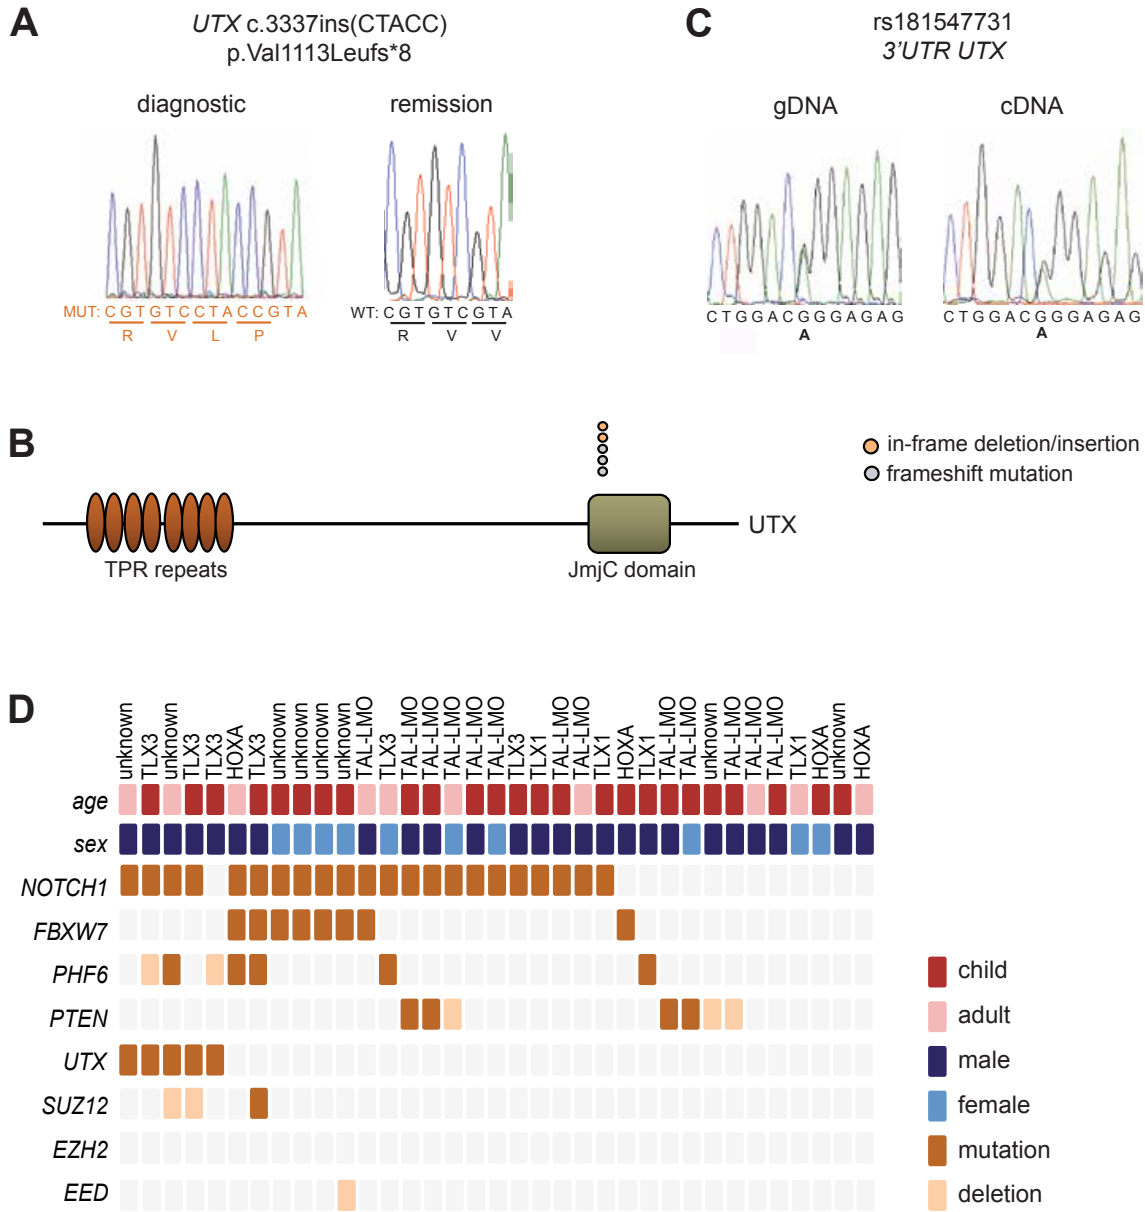 A
UTX c.3337ins(CTACC)
p.Val1113Leufs*8
diagnostic
remission
MUT: C G T G T C C T A C C G T A
R V L P
WT: C G T G T C G T A
R V V
C
rs181547731
3'UTR UTX
gDNA
cDNA
C T G G A C G G G A G A G
A
C T G G A C G G G A G A G
A
B
in-frame deletion/insertion
frameshift mutation
UTX
TPR repeats
JmjC domain
D
unknown
TLX3
unknown
TLX3
TLX3
HOXA
TLX3
unknown
unknown
unknown
unknown
TAL-LMO
TLX3
TAL-LMO
TAL-LMO
TAL-LMO
TAL-LMO
TAL-LMO
TLX3
TLX1
TAL-LMO
TAL-LMO
TLX1
HOXA
TLX1
TAL-LMO
TAL-LMO
unknown
TAL-LMO
TAL-LMO
TAL-LMO
TLX1
HOXA
unknown
HOXA
age
sex
NOTCH1
FBXW7
PHF6
PTEN
UTX
SUZ12
EZH2
EED
child
adult
male
female
mutation
deletion